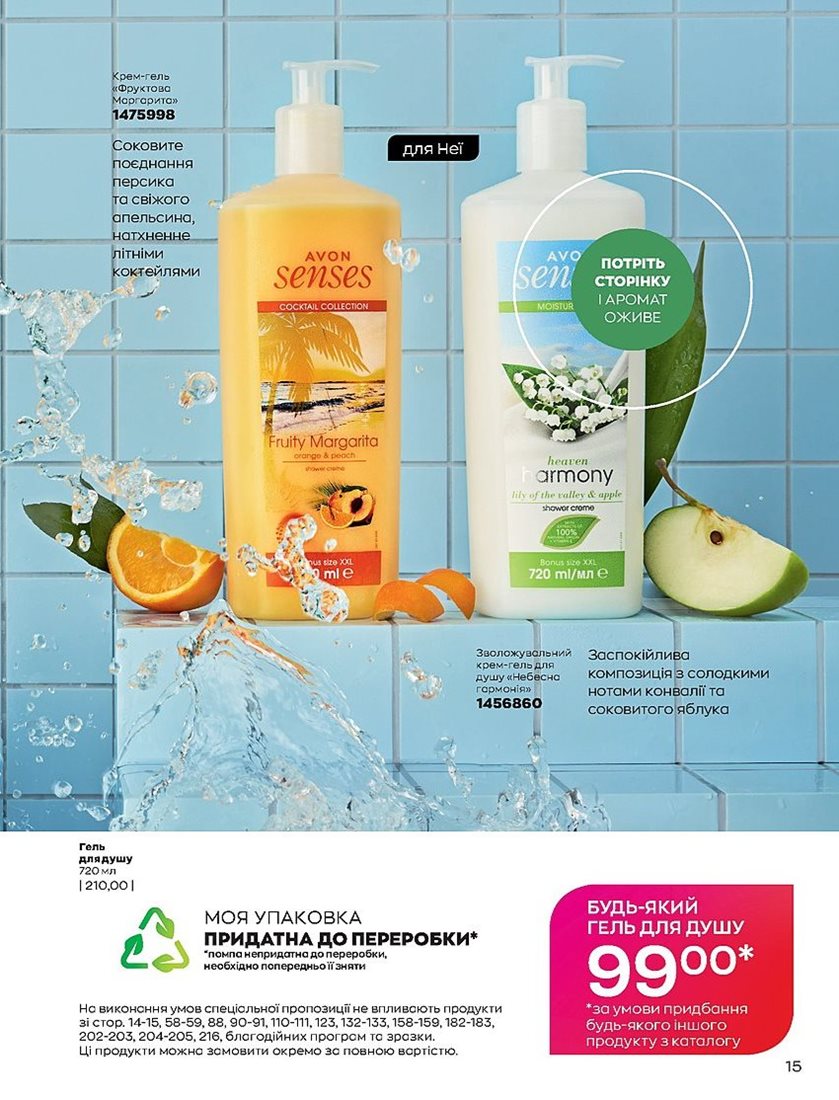 Крем-гель
«Фруктова
Маргарита»
1475998
Соковите
поєднання
персика
та свіжого
апельсина,
натхненне
літніми
коктейлями
для Неї
AVON
senses
COCKTAIL COLLECTION
Fruity Margarita
orange & peach
shower creme
Bonus size XXL
ml e
AVO
sen
MOISTUR
ПОТРІТЬ
СТОРІНКУ
І АРОМАТ
ОЖИВЕ
heaven
harmony
lily of the valley & apple
shower creme
100%
Bonus size XXL
720 ml/мл e
Зволожувальний
крем-гель для
душу «Небесна
гармонія»
1456860
Заспокійлива
композиція з солодкими
нотами конвалії та
соковитого яблука
Гель
для душу
720 мл
| 210,00 |
МОЯ УПАКОВКА
ПРИДАТНА ДО ПЕРЕРОБКИ*
*помпа непридатна до переробки,
необхідно попередньо її зняти
БУДЬ-ЯКИЙ
ГЕЛЬ ДЛЯ ДУШУ
99⁰⁰*
*за умови придбання
будь-якого іншого
продукту з каталогу
На виконання умов спеціальної пропозиції не впливають продукти
зі стор. 14-15, 58-59, 88, 90-91, 110-111, 123, 132-133, 158-159, 182-183,
202-203, 204-205, 216, благодійних програм та зразки.
Ці продукти можна замовити окремо за повною вартістю.
15